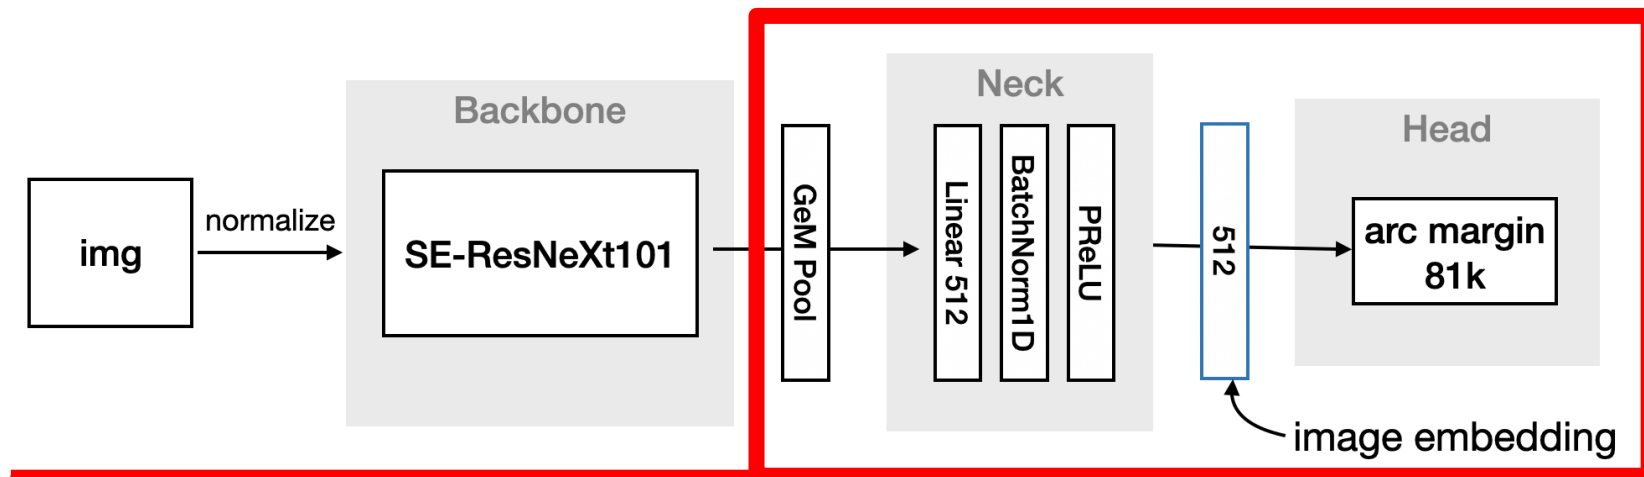 img
normalize
Backbone
SE-ResNeXt101
GeM Pool
Neck
Linear 512
BatchNorm1D
PReLU
512
image embedding
Head
arc margin
81k